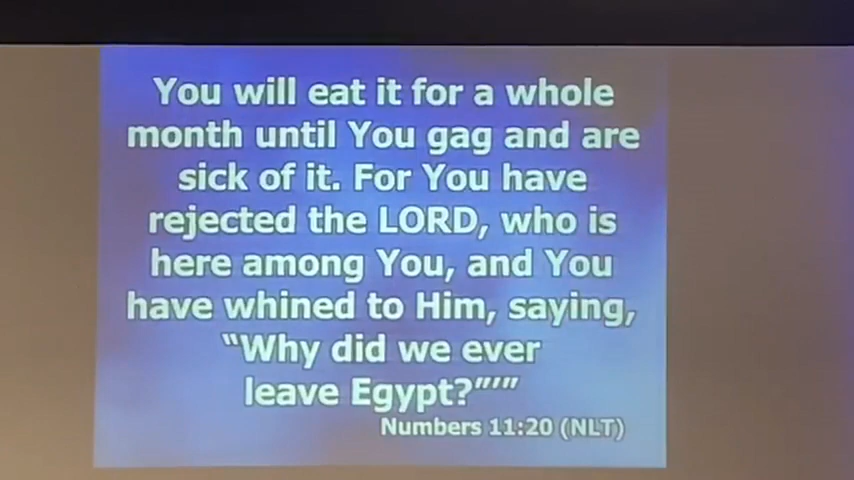 You will eat it for a whole
month until You gag and are
sick of it. For You have
rejected the LORD, who is
here among You, and You
have whined to Him, saying,
“Why did we ever
leave Egypt?”’”
Numbers 11:20 (NLT)